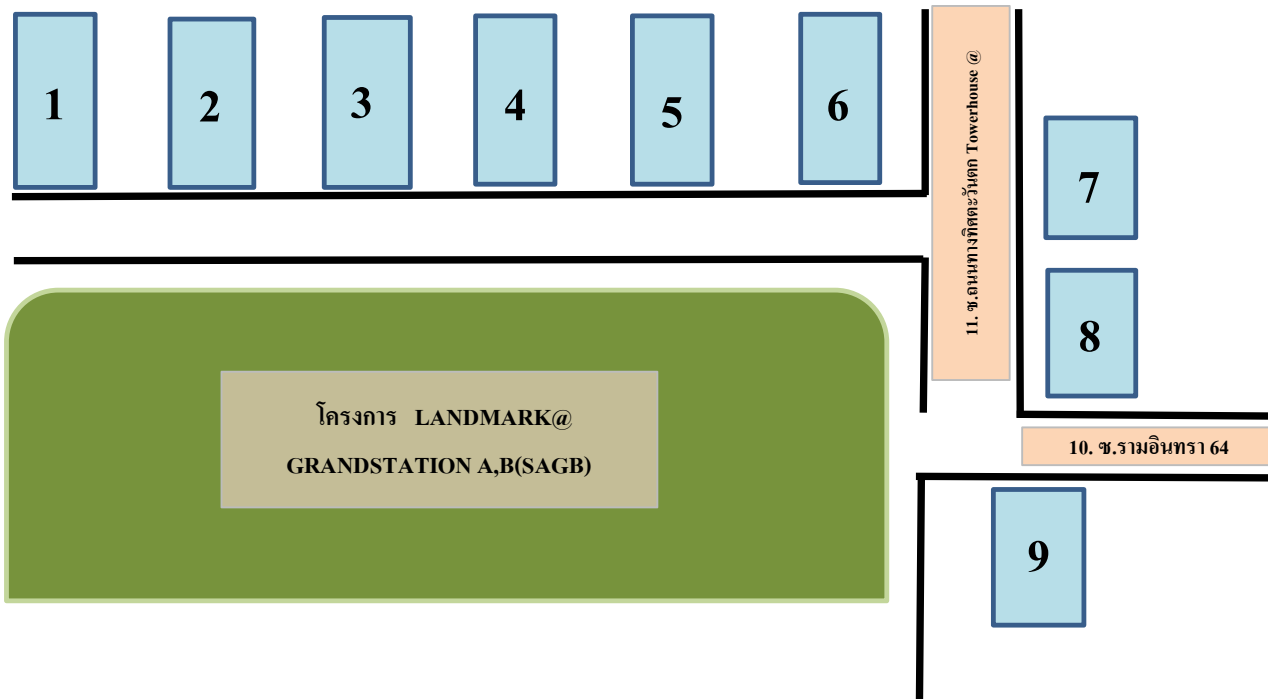 1
2
3
4
5
6
11. ซ.ถนนทางทิศตะวันตก Towerhouse @
7
8
โครงการ LANDMARK@
GRANDSTATION A,B(SAGB)
10. ซ.รามอินทรา 64
9